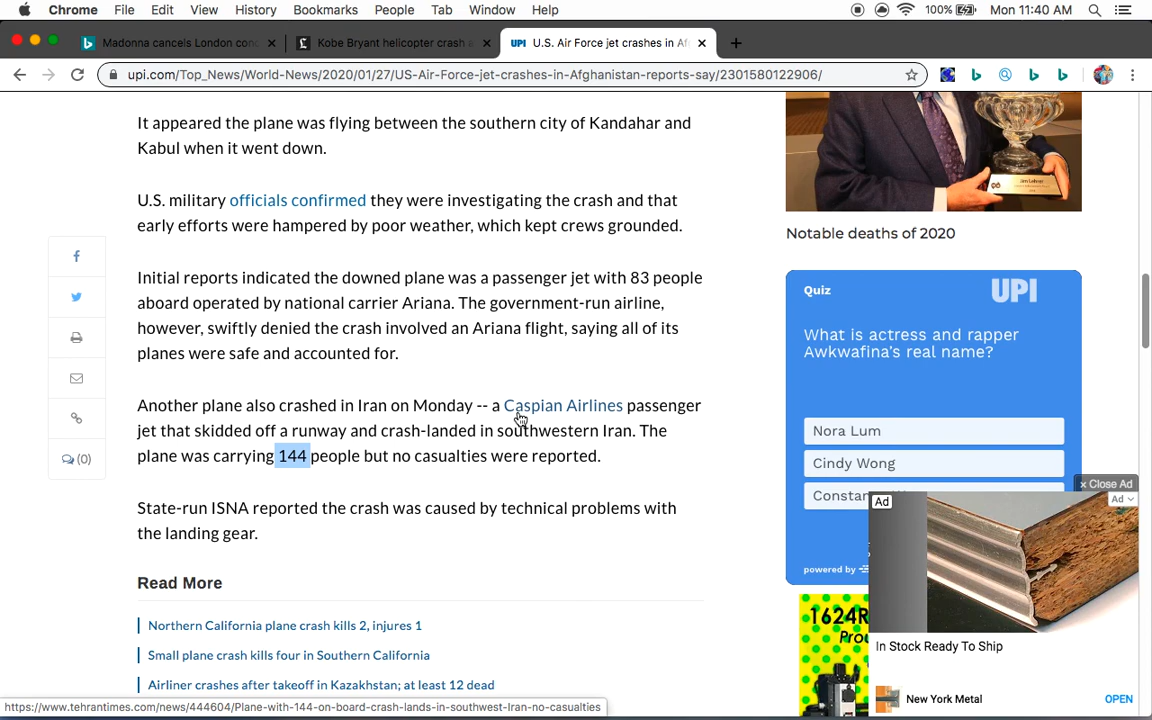 Chrome File Edit View History Bookmarks People Tab Window Help 100% Mon 11:40 AM
Madonna cancels London con × Kobe Bryant helicopter crash × UPI U.S. Air Force jet crashes in Af × +
upi.com/Top_News/World-News/2020/01/27/US-Air-Force-jet-crashes-in-Afghanistan-reports-say/2301580122906/
It appeared the plane was flying between the southern city of Kandahar and
Kabul when it went down.
U.S. military officials confirmed they were investigating the crash and that
early efforts were hampered by poor weather, which kept crews grounded.
Initial reports indicated the downed plane was a passenger jet with 83 people
aboard operated by national carrier Ariana. The government-run airline,
however, swiftly denied the crash involved an Ariana flight, saying all of its
planes were safe and accounted for.
Another plane also crashed in Iran on Monday -- a Caspian Airlines passenger
jet that skidded off a runway and crash-landed in southwestern Iran. The
plane was carrying 144 people but no casualties were reported.
State-run ISNA reported the crash was caused by technical problems with
the landing gear.
Read More
Northern California plane crash kills 2, injures 1
Small plane crash kills four in Southern California
Airliner crashes after takeoff in Kazakhstan; at least 12 dead
(0)
Notable deaths of 2020
Quiz UPI
What is actress and rapper
Awkwafina's real name?
Nora Lum
Cindy Wong
Constan
powered by
× Close Ad
Ad
Ad
1624R
Pro
In Stock Ready To Ship
New York Metal OPEN
https://www.tehrantimes.com/news/444604/Plane-with-144-on-board-crash-lands-in-southwest-Iran-no-casualties